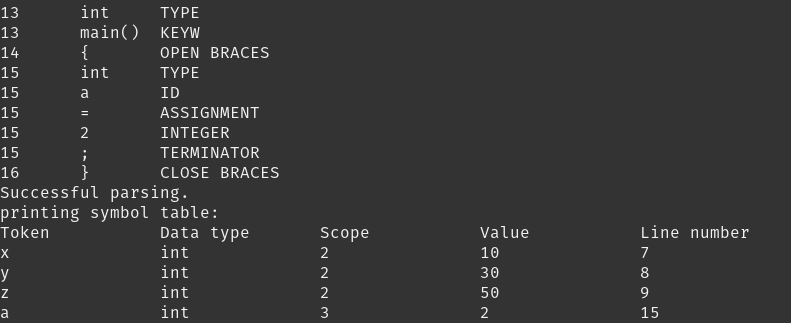 13      int     TYPE
13      main()  KEYW
14      {       OPEN BRACES
15      int     TYPE
15      a       ID
15      =       ASSIGNMENT
15      2       INTEGER
15      ;       TERMINATOR
16      }       CLOSE BRACES
Successful parsing.
printing symbol table:
Token           Data type       Scope           Value           Line number
x               int             2               10              7
y               int             2               30              8
z               int             2               50              9
a               int             3               2               15